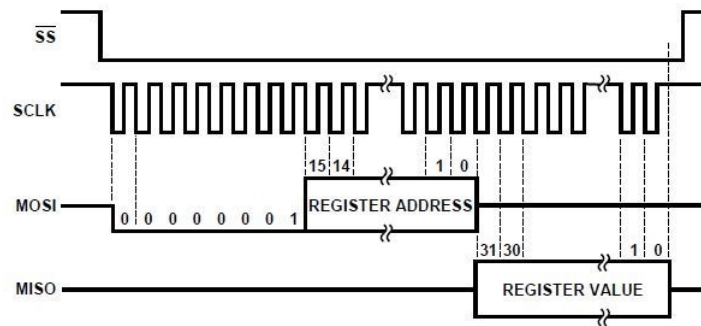 SS
SCLK
15 14 1 0
MOSI 0 0 0 0 0 0 0 1 REGISTER ADDRESS
31 30 1 0
MISO REGISTER VALUE